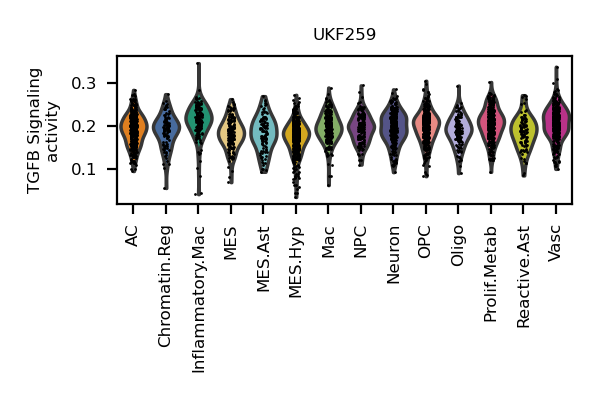 UKF259
TGFB Signaling
activity
0.3
0.2
0.1
AC
Chromatin.Reg
Inflammatory.Mac
MES
MES.Ast
MES.Hyp
Mac
NPC
Neuron
OPC
Oligo
Prolif.Metab
Reactive.Ast
Vasc